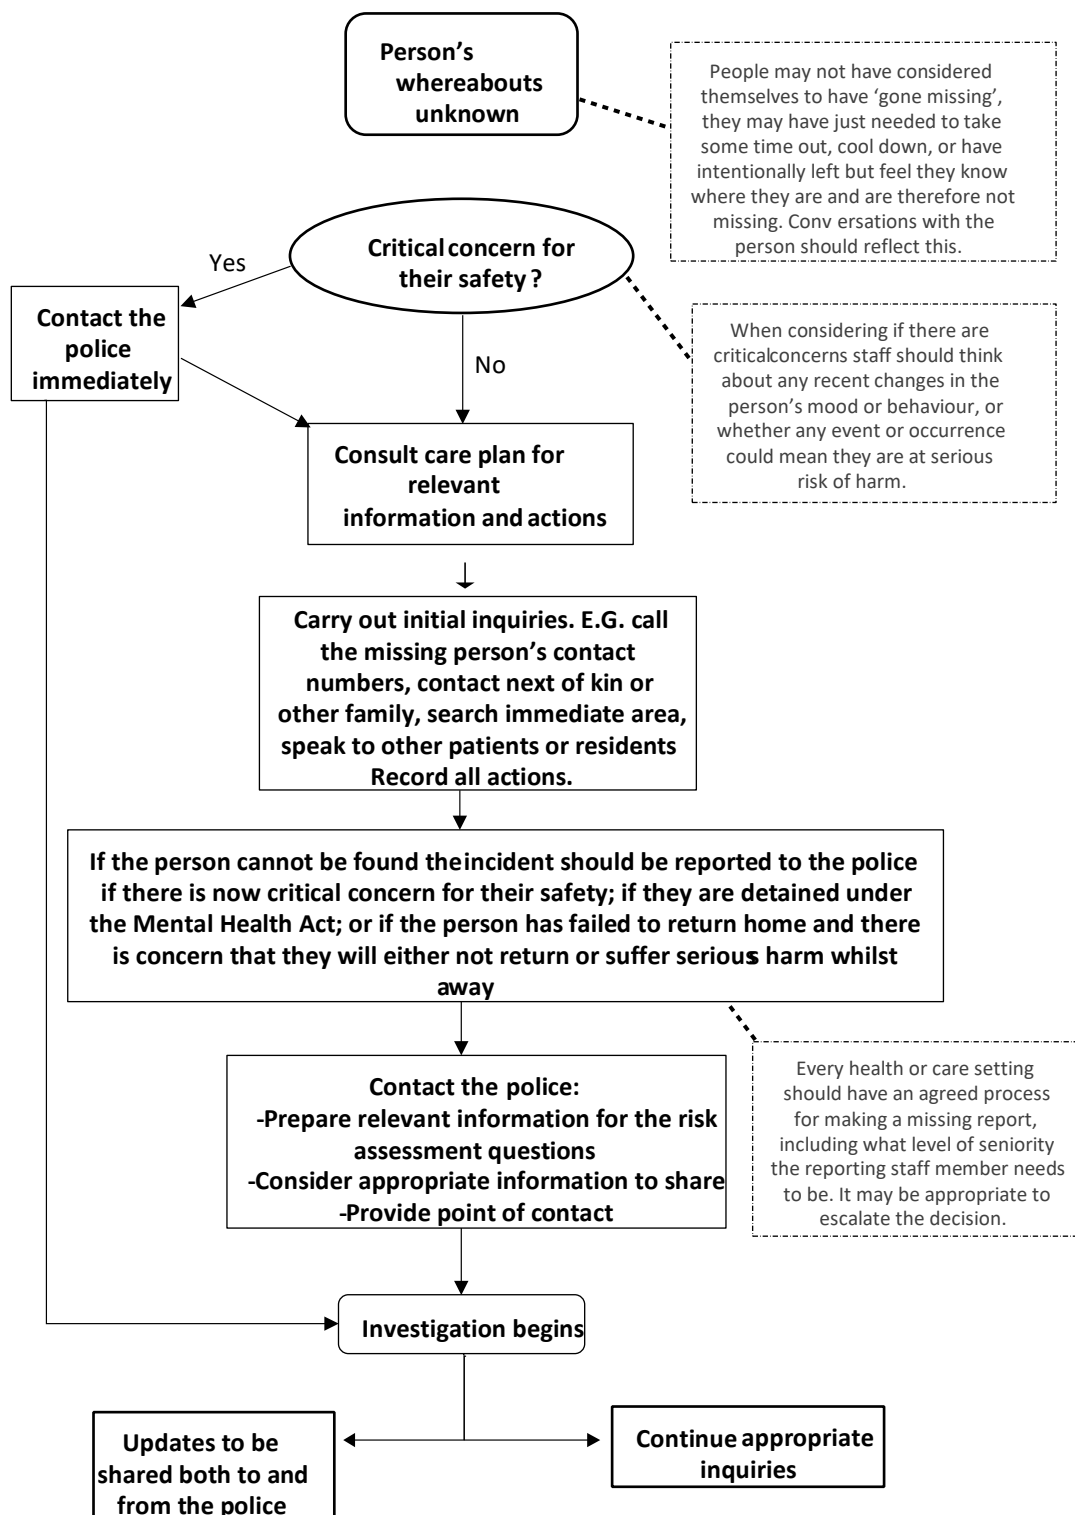 Person’s
whereabouts
unknown
People may not have considered
themselves to have ‘gone missing’,
they may have just needed to take
some time out, cool down, or have
intentionally left but feel they know
where they are and are therefore not
missing. Conv ersations with the
person should reflect this.
Critical concern for
their safety ?
Yes
Contact the
police
immediately
No
When considering if there are
criticalconcerns staff should think
about any recent changes in the
person’s mood or behaviour, or
whether any event or occurrence
could mean they are at serious
risk of harm.
Consult care plan for
relevant
information and actions
Carry out initial inquiries. E.G. call
the missing person’s contact
numbers, contact next of kin or
other family, search immediate area,
speak to other patients or residents
Record all actions.
If the person cannot be found theincident should be reported to the police
if there is now critical concern for their safety; if they are detained under
the Mental Health Act; or if the person has failed to return home and there
is concern that they will either not return or suffer serious harm whilst
away
Every health or care setting
should have an agreed process
for making a missing report,
including what level of seniority
the reporting staff member needs
to be. It may be appropriate to
escalate the decision.
Contact the police:
-Prepare relevant information for the risk
assessment questions
-Consider appropriate information to share
-Provide point of contact
Investigation begins
Updates to be
shared both to and
from the police
Continue appropriate
inquiries